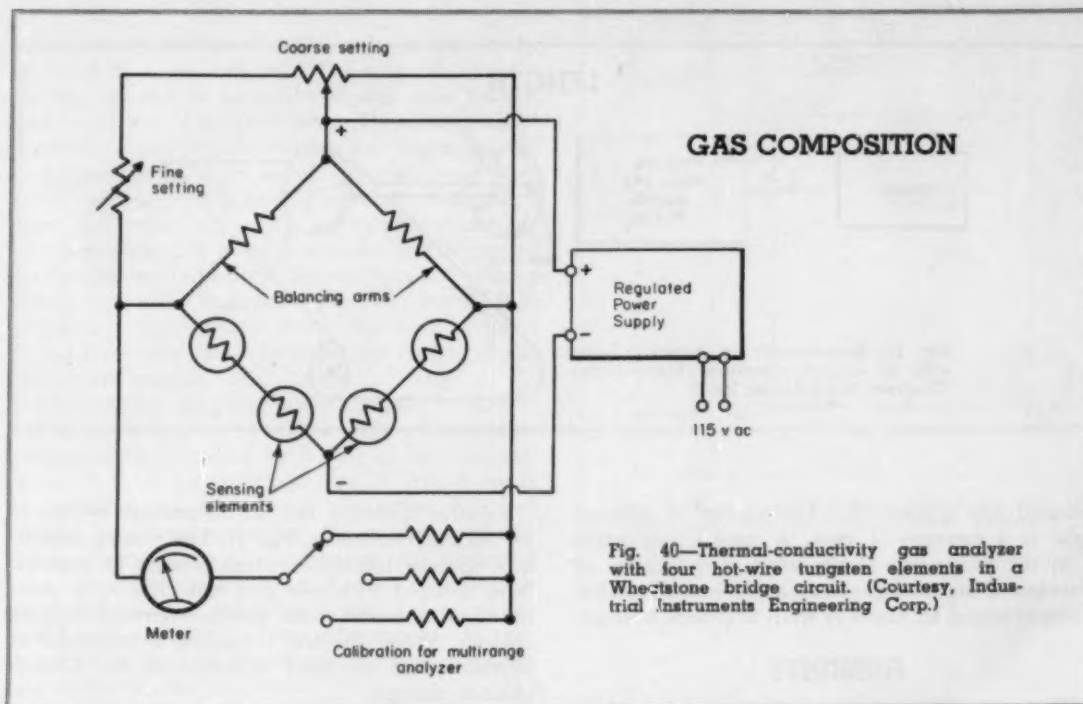 Coarse setting
+
GAS COMPOSITION
Fine
setting
+
Balancing arms
Regulated
Power
Supply
-
115 v ac
Sensing
elements
-
Meter
Calibration for multirange
analyzer
Fig. 40—Thermal-conductivity gas analyzer
with four hot-wire tungsten elements in a
Wheatstone bridge circuit. (Courtesy, Indus-
trial Instruments Engineering Corp.)